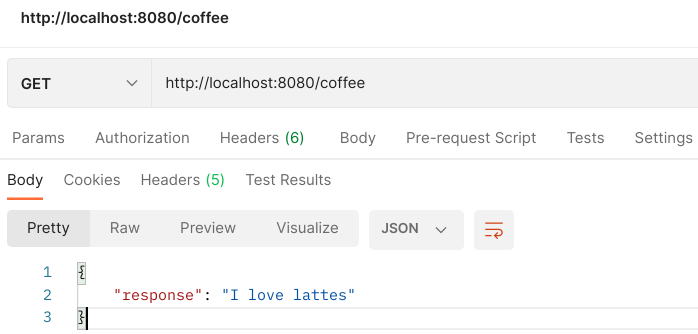 http://localhost:8080/coffee
GET http://localhost:8080/coffee
Params Authorization Headers (6) Body Pre-request Script Tests Settings
Body Cookies Headers (5) Test Results
Pretty Raw Preview Visualize JSON
1 {
2 "response": "I love lattes"
3 }